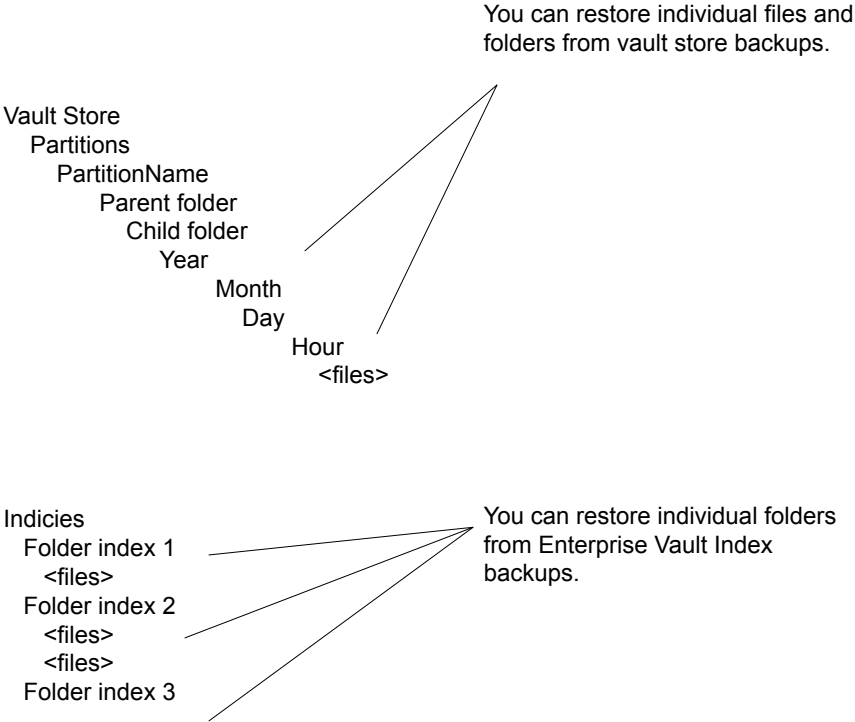 You can restore individual files and
folders from vault store backups.
Vault Store
Partitions
PartitionName
Parent folder
Child folder
Year
Month
Day
Hour
<files>
Indicies
Folder index 1
<files>
Folder index 2
<files>
<files>
Folder index 3
You can restore individual folders
from Enterprise Vault Index
backups.